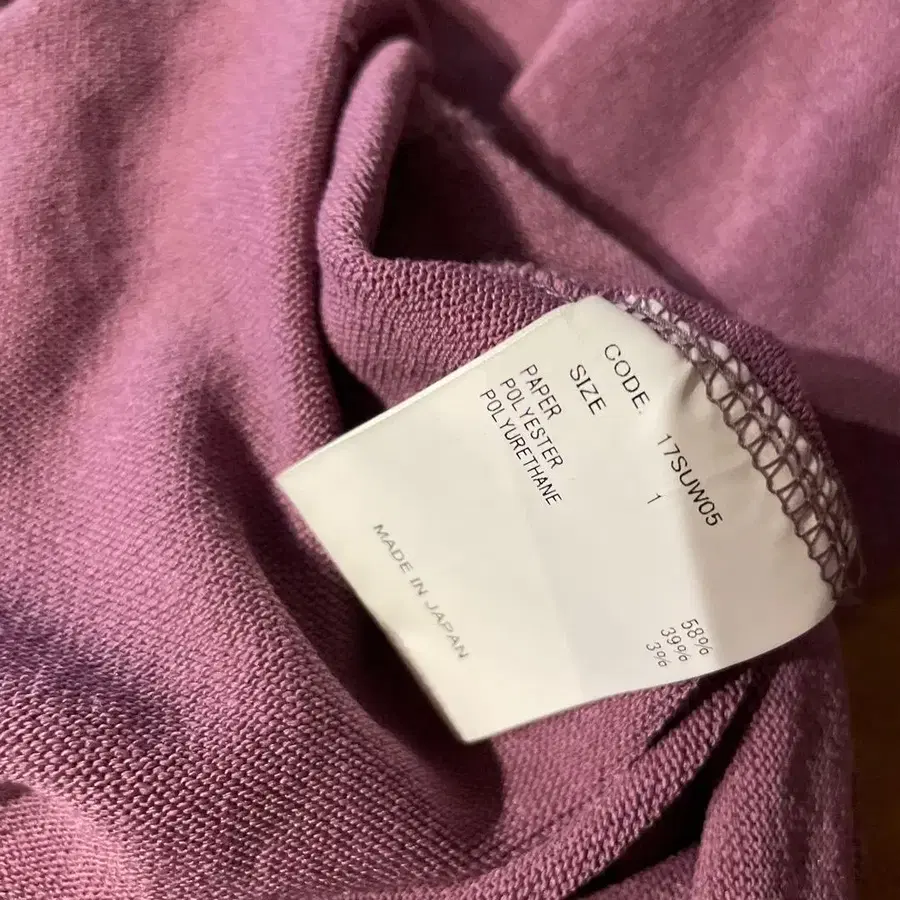 CODE. 17SUW05
SIZE 1
PAPER 58%
POLYESTER 39%
POLYURETHANE 3%
MADE IN JAPAN